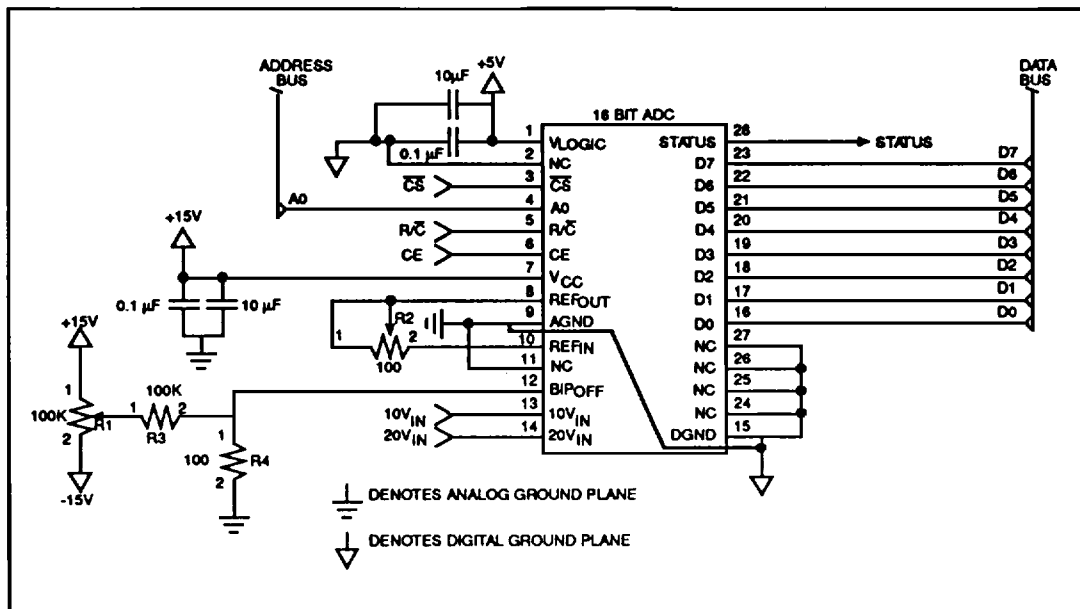 ADDRESS
BUS
10µF
+5V
DATA
BUS
16 BIT ADC
1 VLOGIC
0.1 µF
2 NC
C̅S̅ 3 C̅S̅
A0 4 A0
R/C̅ 5 R/C̅
CE 6 CE
+15V
7 VCC
0.1 µF 10 µF
8 REFOUT
9 AGND
R2
1 2
100
10 REFIN
11 NC
12 BIPOFF
10VIN 13 10VIN
20VIN 14 20VIN
STATUS 28 STATUS
D7 23 D7
D6 22 D6
D5 21 D5
D4 20 D4
D3 19 D3
D2 18 D2
D1 17 D1
D0 16 D0
NC 27
NC 26
NC 25
NC 24
DGND 15
+15V
1
100K
R1
2
-15V
100K
1 2
R3
1
100 R4
2
DENOTES ANALOG GROUND PLANE
DENOTES DIGITAL GROUND PLANE